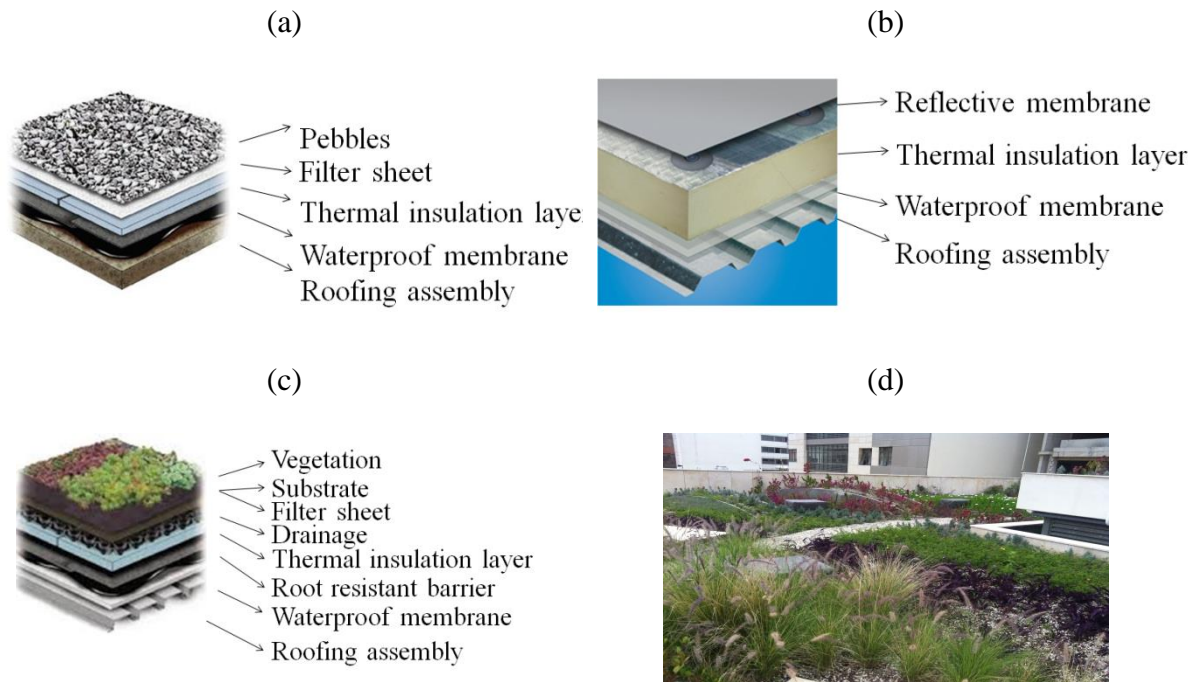 (a)
Pebbles
Filter sheet
Thermal insulation laye
Waterproof membrane
Roofing assembly
(b)
Reflective membrane
Thermal insulation layer
Waterproof membrane
Roofing assembly
(c)
Vegetation
Substrate
Filter sheet
Drainage
Thermal insulation layer
Root resistant barrier
Waterproof membrane
Roofing assembly
(d)